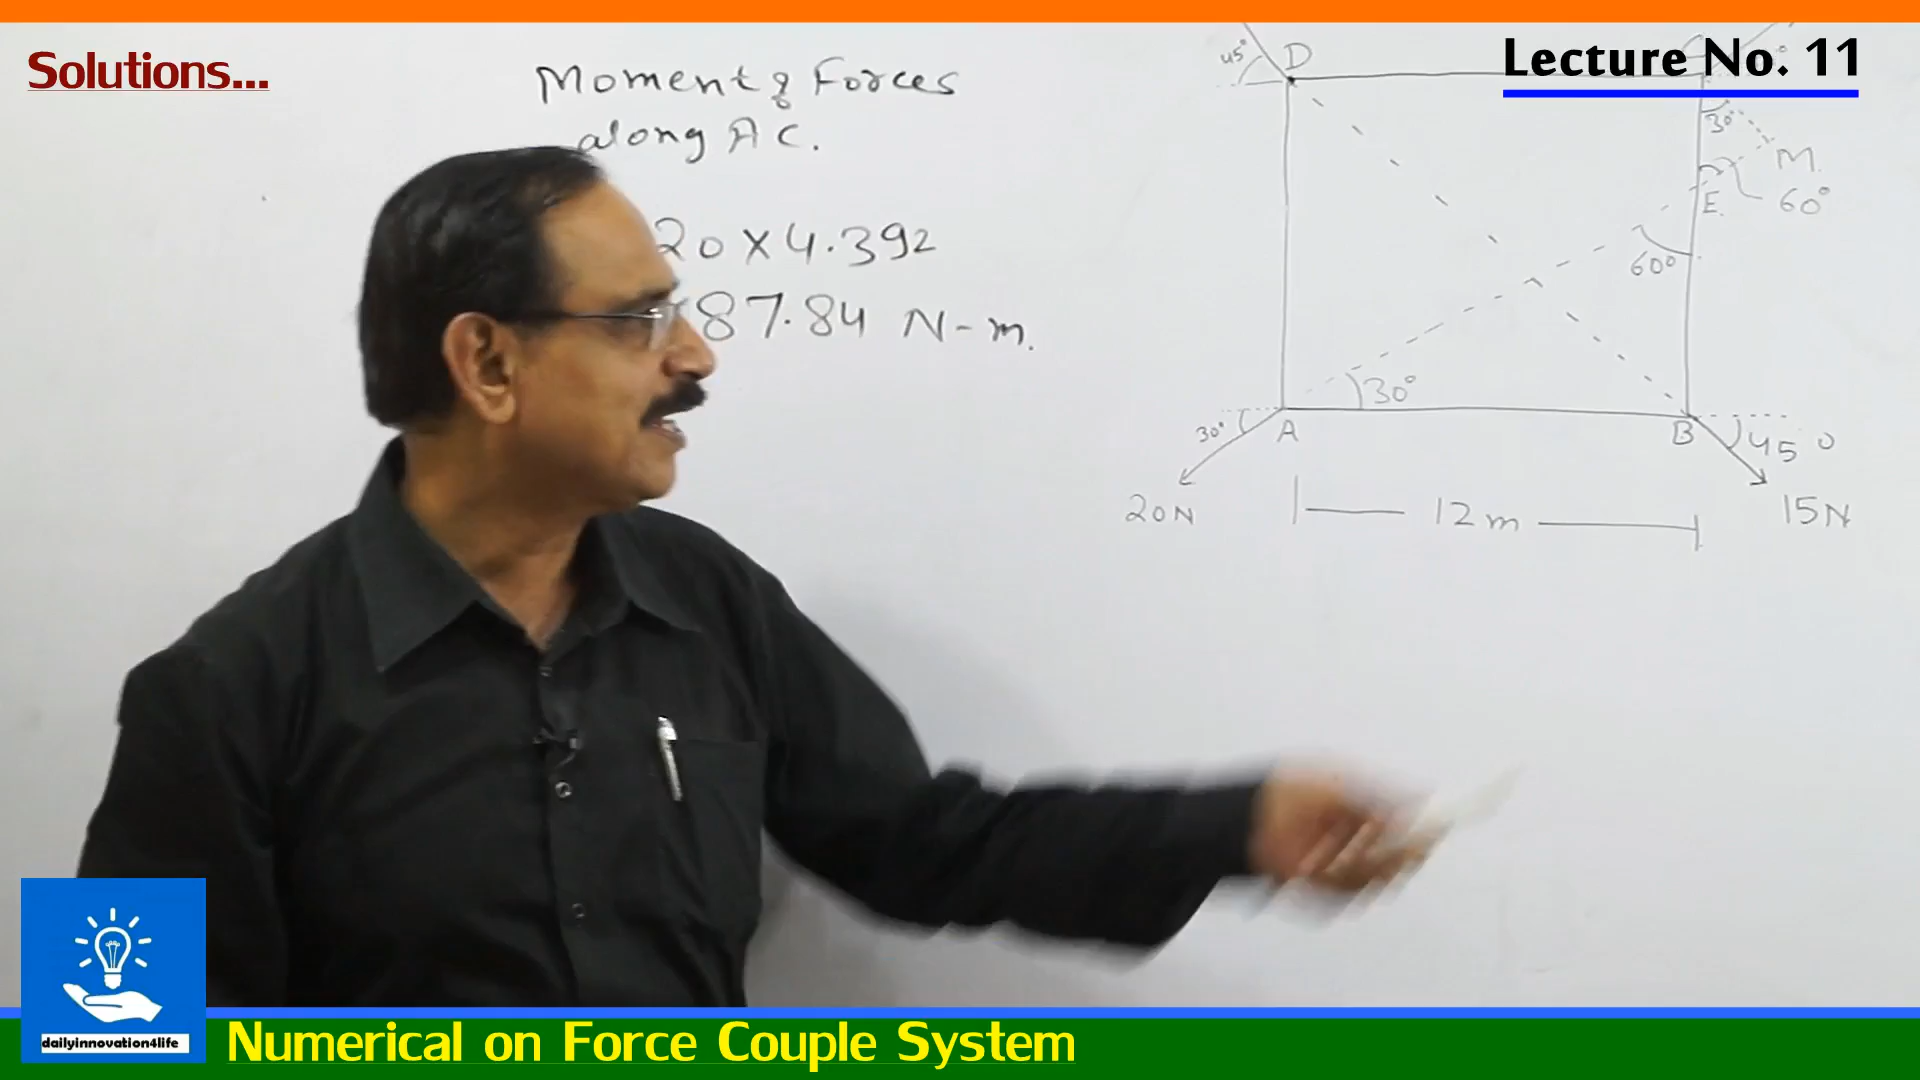 Solutions...
Lecture No. 11
Moment of Forces
along AC.
20 X 4.392
87.84 N-m.
45°
D
30°
M.
E.
60°
60°
30°
30°
A
B
45°
20N
12m
15N
dailyinnovation4life
Numerical on Force Couple System